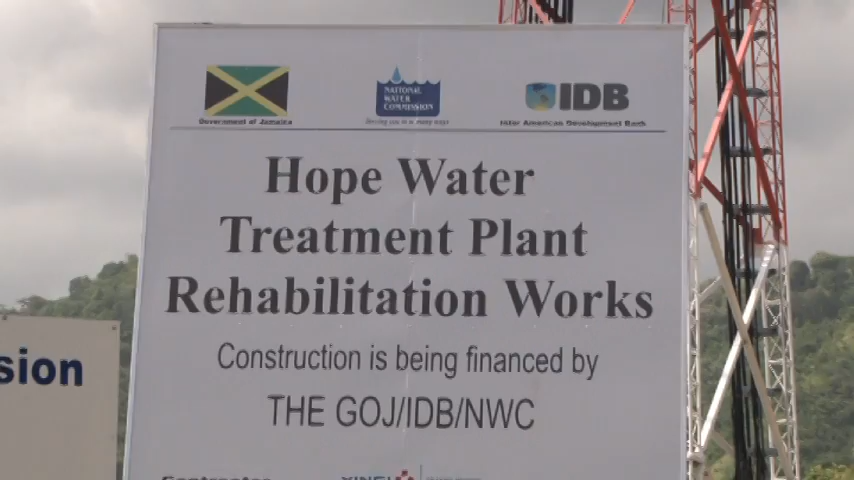 Government of Jamaica
NATIONAL
WATER
COMMISSION
IDB
Inter American Development Bank
Hope Water
Treatment Plant
Rehabilitation Works
Construction is being financed by
THE GOJ/IDB/NWC
sion